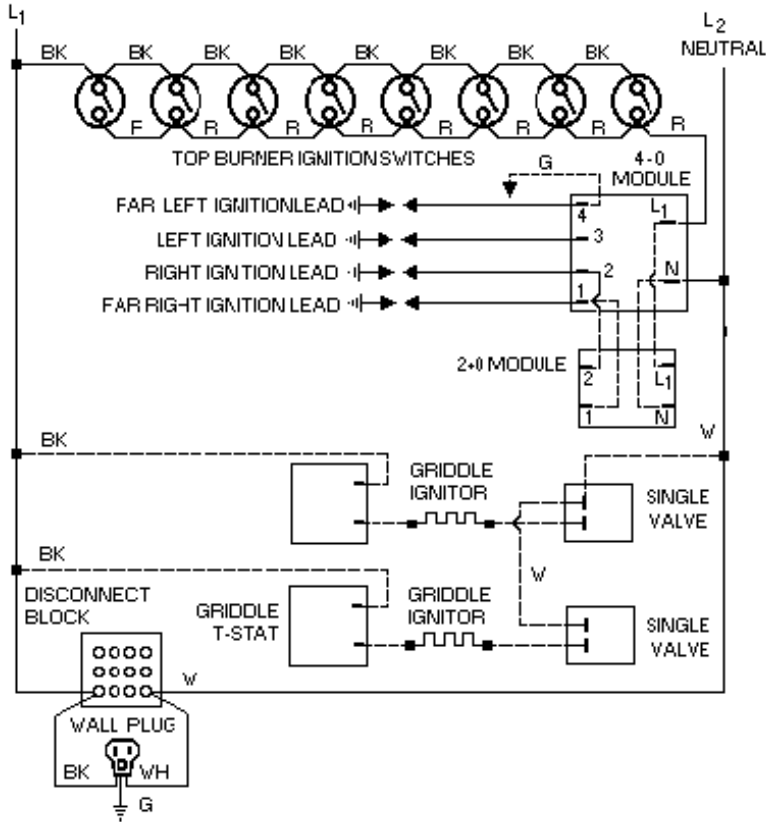 L1
L2
NEUTRAL
BK BK BK BK BK BK BK BK
F R R R R R R R
TOP BURNER IGNITION SWITCHES
4-0
MODULE
G
FAR LEFT IGNITION LEAD
4
L1
LEFT IGNITION LEAD
3
RIGHT IGNITION LEAD
2
N
FAR RIGHT IGNITION LEAD
1
2+0 MODULE
2
L1
1
N
W
BK
GRIDDLE
IGNITOR
SINGLE
VALVE
BK
W
DISCONNECT
BLOCK
GRIDDLE
T-STAT
GRIDDLE
IGNITOR
SINGLE
VALVE
W
WALL PLUG
BK
WH
G